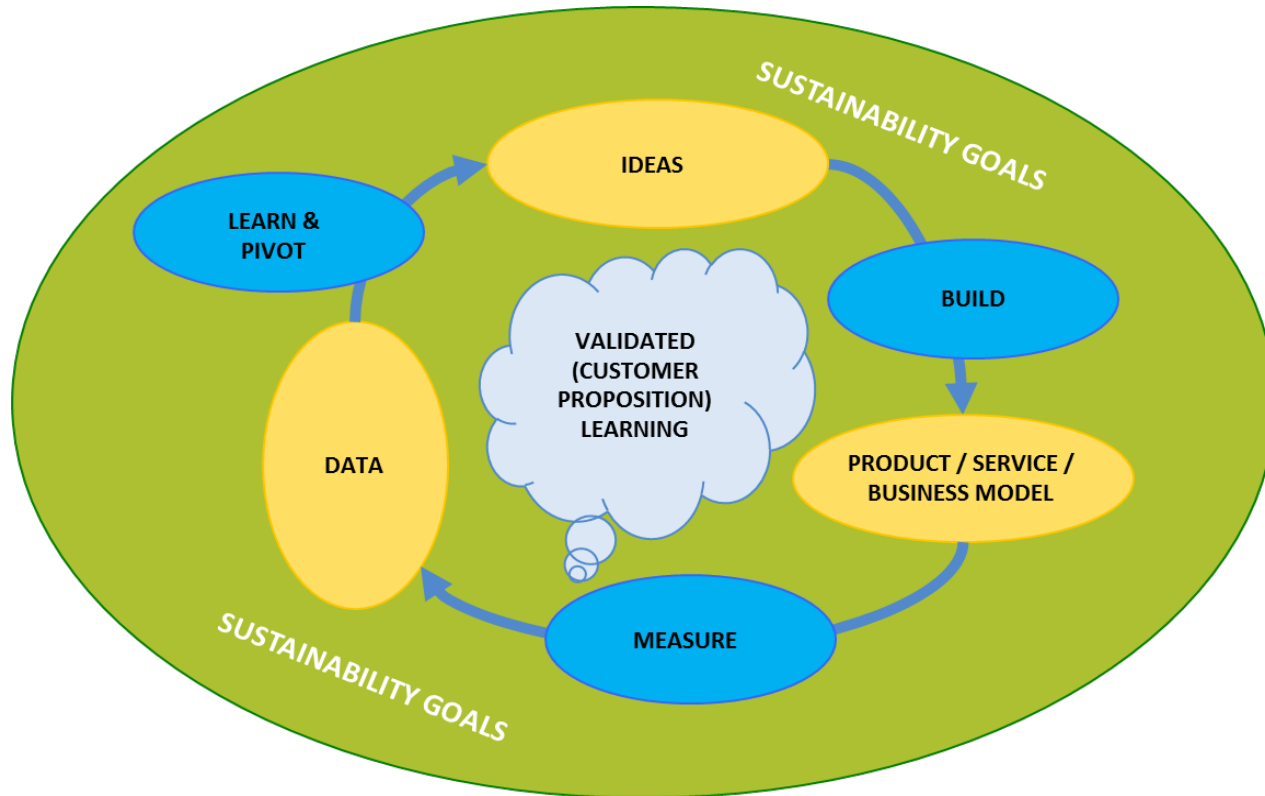 SUSTAINABILITY GOALS
IDEAS
LEARN &
PIVOT
BUILD
VALIDATED
(CUSTOMER
PROPOSITION)
LEARNING
DATA
PRODUCT / SERVICE /
BUSINESS MODEL
MEASURE
SUSTAINABILITY GOALS